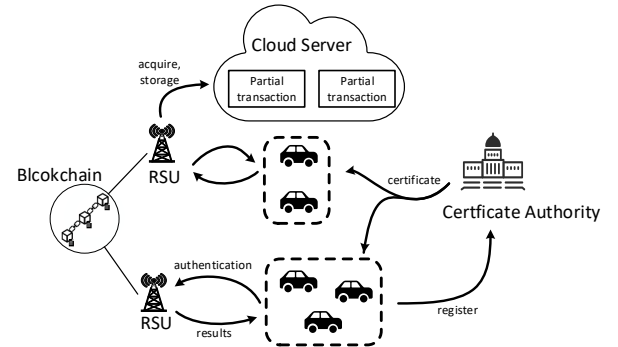 Cloud Server
acquire,
storage
Partial
transaction
Partial
transaction
RSU
Blcokchain
certificate
Certficate Authority
authentication
RSU
results
register